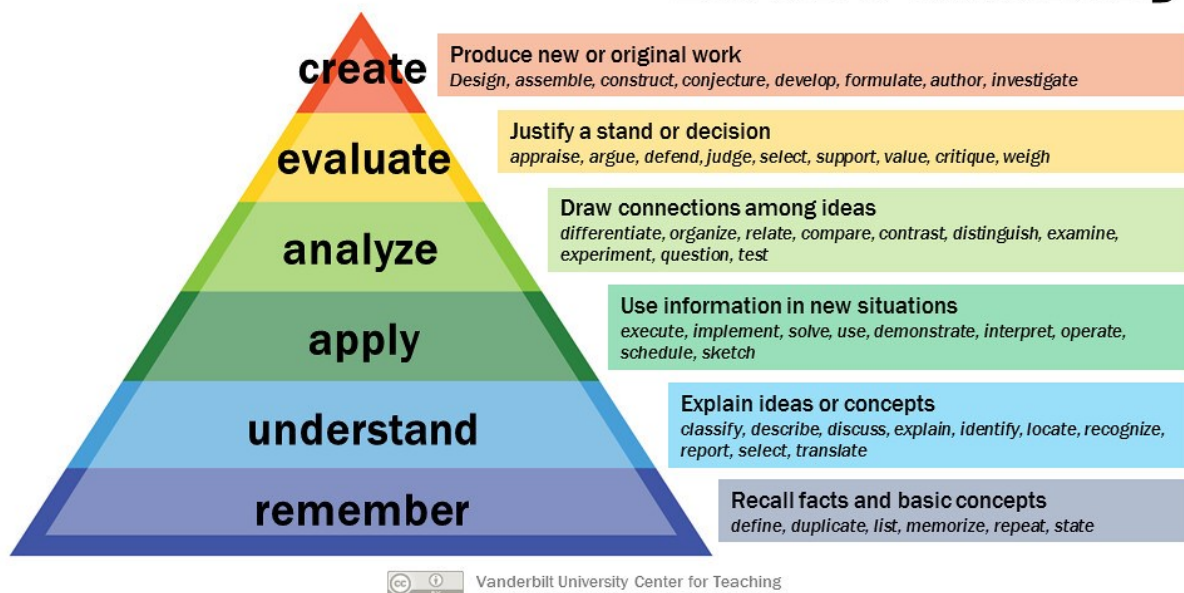 create
Produce new or original work
Design, assemble, construct, conjecture, develop, formulate, author, investigate
evaluate
Justify a stand or decision
appraise, argue, defend, judge, select, support, value, critique, weigh
analyze
Draw connections among ideas
differentiate, organize, relate, compare, contrast, distinguish, examine,
experiment, question, test
apply
Use information in new situations
execute, implement, solve, use, demonstrate, interpret, operate,
schedule, sketch
understand
Explain ideas or concepts
classify, describe, discuss, explain, identify, locate, recognize,
report, select, translate
remember
Recall facts and basic concepts
define, duplicate, list, memorize, repeat, state
cc
Vanderbilt University Center for Teaching